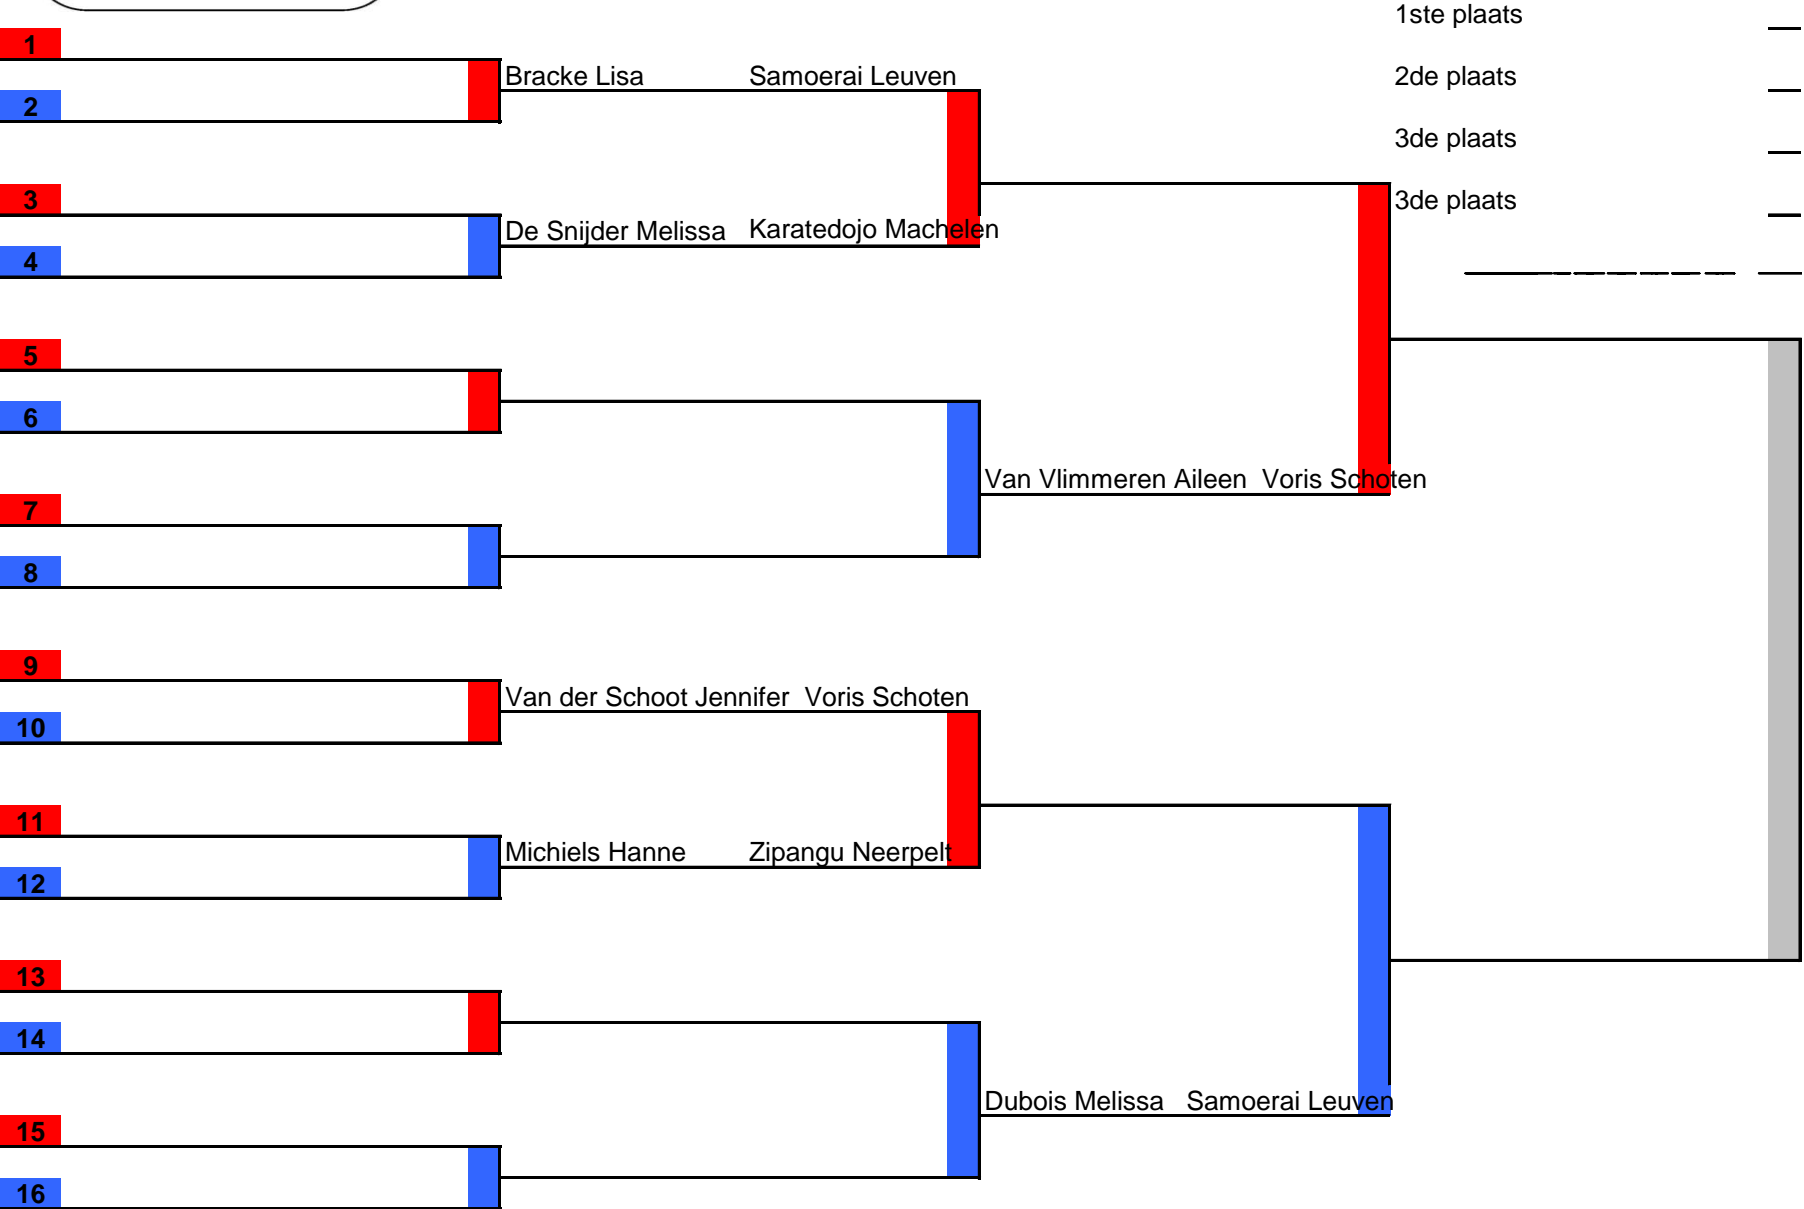 1ste plaats
1
Bracke Lisa Samoerai Leuven
2de plaats
2
3de plaats
3
3de plaats
De Snijder Melissa Karatedojo Machelen
4
5
6
Van Vlimmeren Aileen Voris Schoten
7
8
9
Van der Schoot Jennifer Voris Schoten
10
11
Michiels Hanne Zipangu Neerpelt
12
13
14
Dubois Melissa Samoerai Leuven
15
16